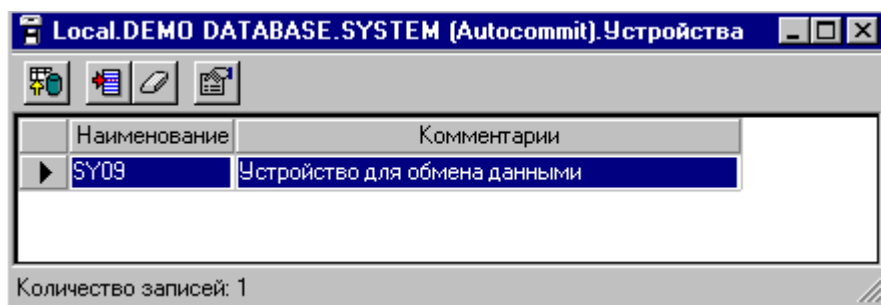 Local.DEMO DATABASE.SYSTEM (Autocommit).Устройства
Наименование Комментарии
SY09 Устройство для обмена данными
Количество записей: 1